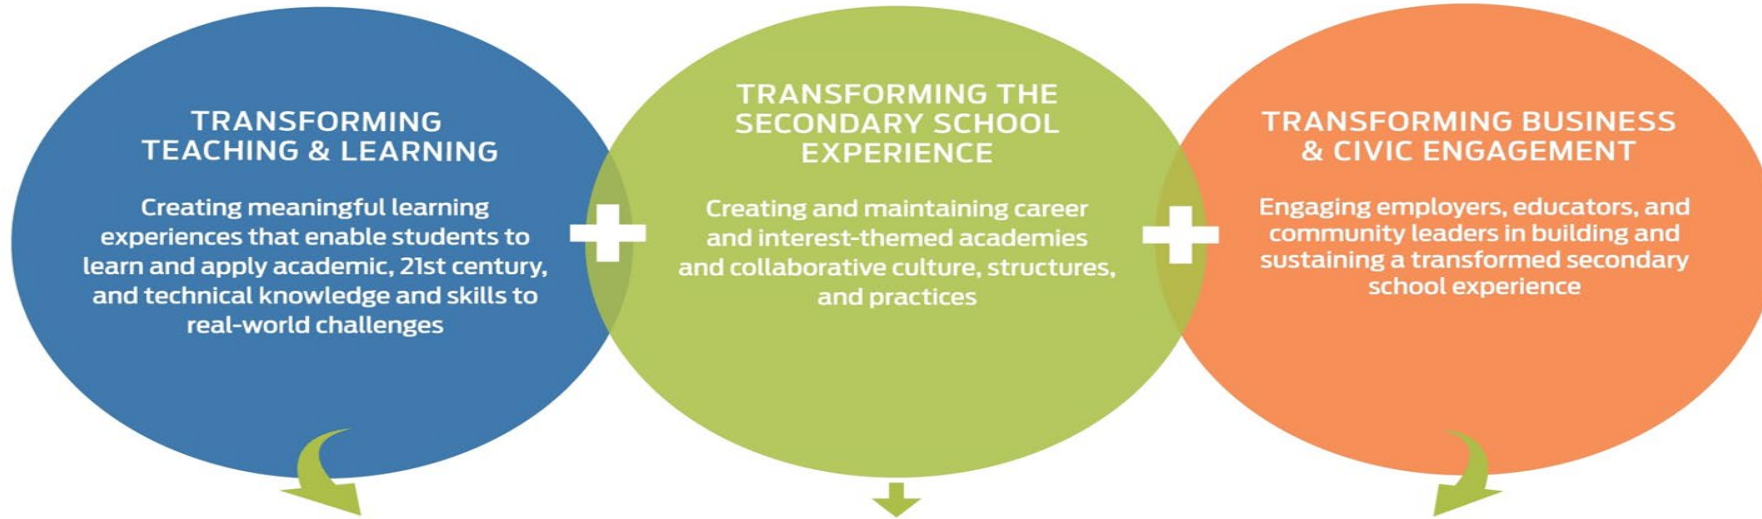 TRANSFORMING
TEACHING & LEARNING
Creating meaningful learning
experiences that enable students to
learn and apply academic, 21st century,
and technical knowledge and skills to
real-world challenges
TRANSFORMING THE
SECONDARY SCHOOL
EXPERIENCE
Creating and maintaining career
and interest-themed academies
and collaborative culture, structures,
and practices
TRANSFORMING BUSINESS
& CIVIC ENGAGEMENT
Engaging employers, educators, and
community leaders in building and
sustaining a transformed secondary
school experience